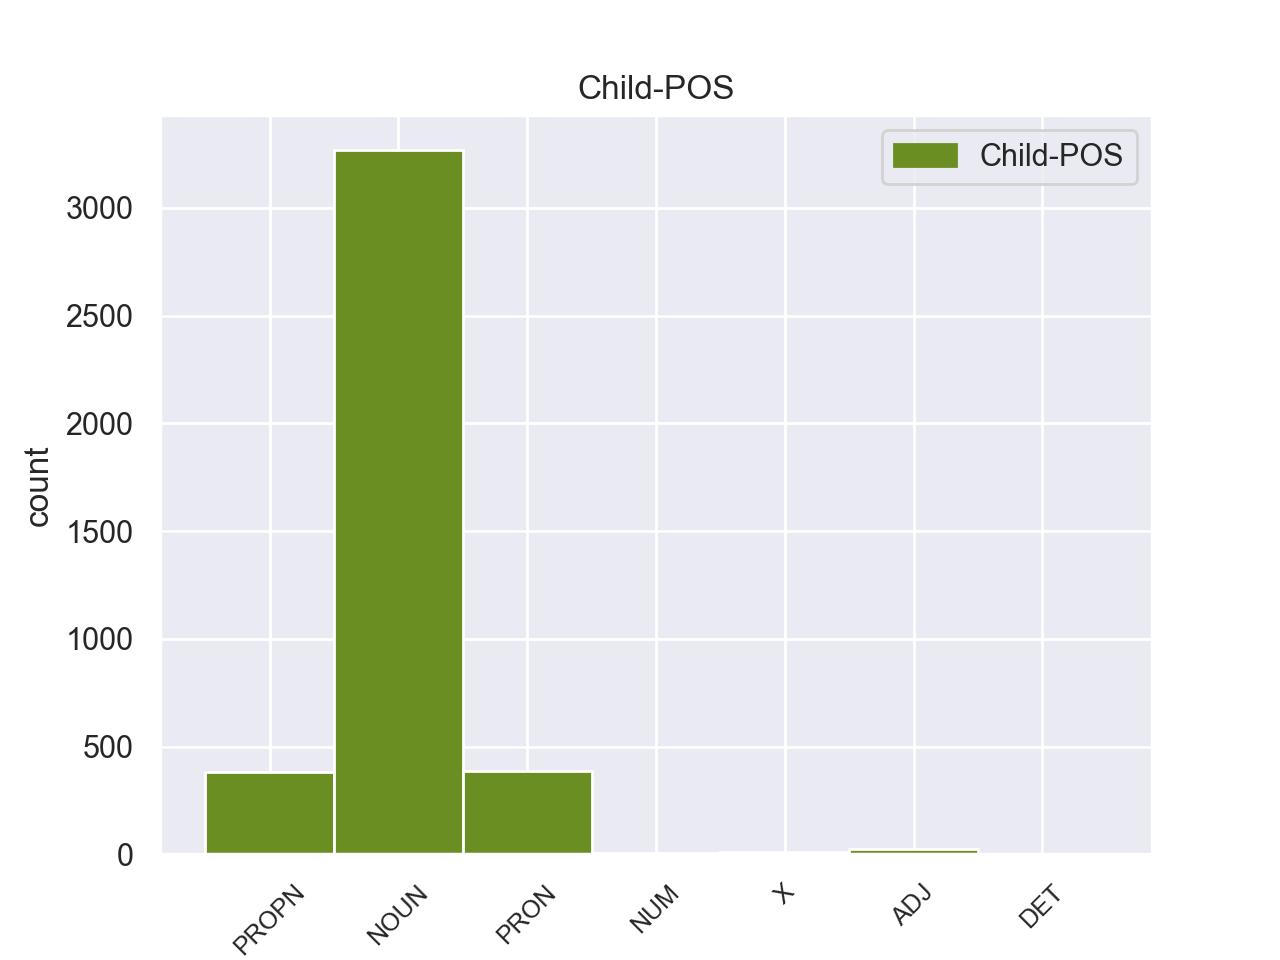 Child-POS
Child-POS
3000
2500
2000
1500
1000
500
0
count
PROPN
NOUN
PRON
NUM
X
ADJ
DET